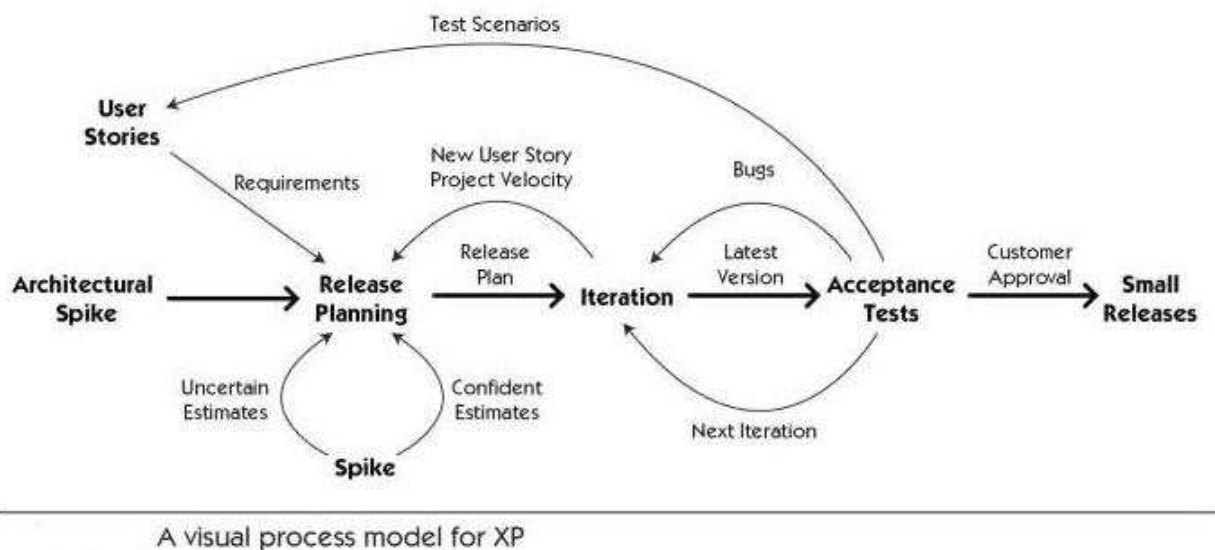 Test Scenarios
User
Stories
Requirements
New User Story
Project Velocity
Bugs
Architectural
Spike
Release
Planning
Release
Plan
Iteration
Latest
Version
Acceptance
Tests
Customer
Approval
Small
Releases
Uncertain
Estimates
Confident
Estimates
Next Iteration
Spike
A visual process model for XP